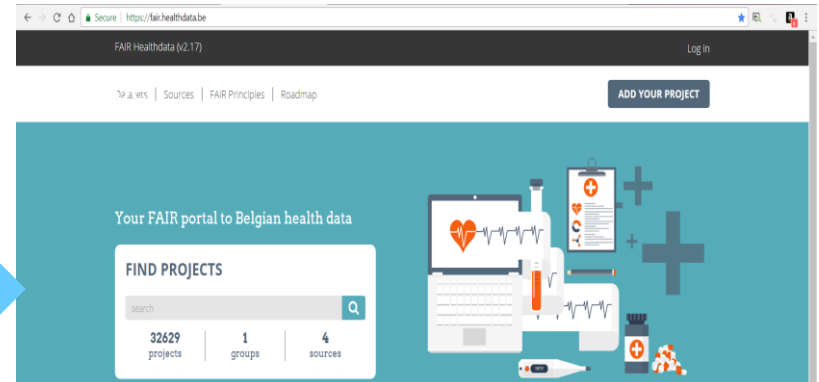 Secure | https://fair.healthdata.be
FAIR Healthdata (v2.17) Log in
Datasets | Sources | FAIR Principles | Roadmap ADD YOUR PROJECT
Your FAIR portal to Belgian health data
FIND PROJECTS
search
32629 1 4
projects groups sources